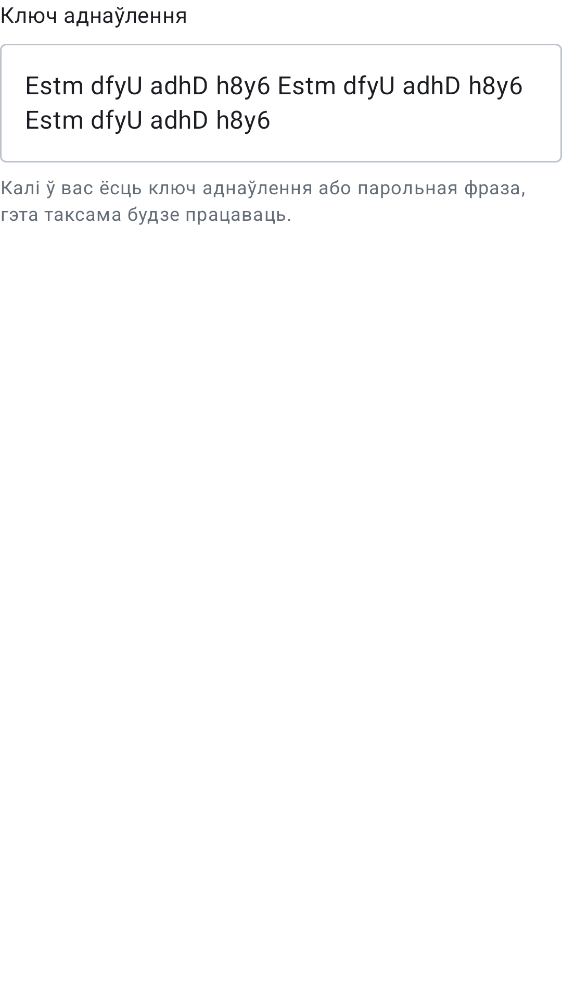 Ключ аднаўлення
Estm dfyU adhD h8y6 Estm dfyU adhD h8y6
Estm dfyU adhD h8y6
Калі ў вас ёсць ключ аднаўлення або парольная фраза,
гэта таксама будзе працаваць.